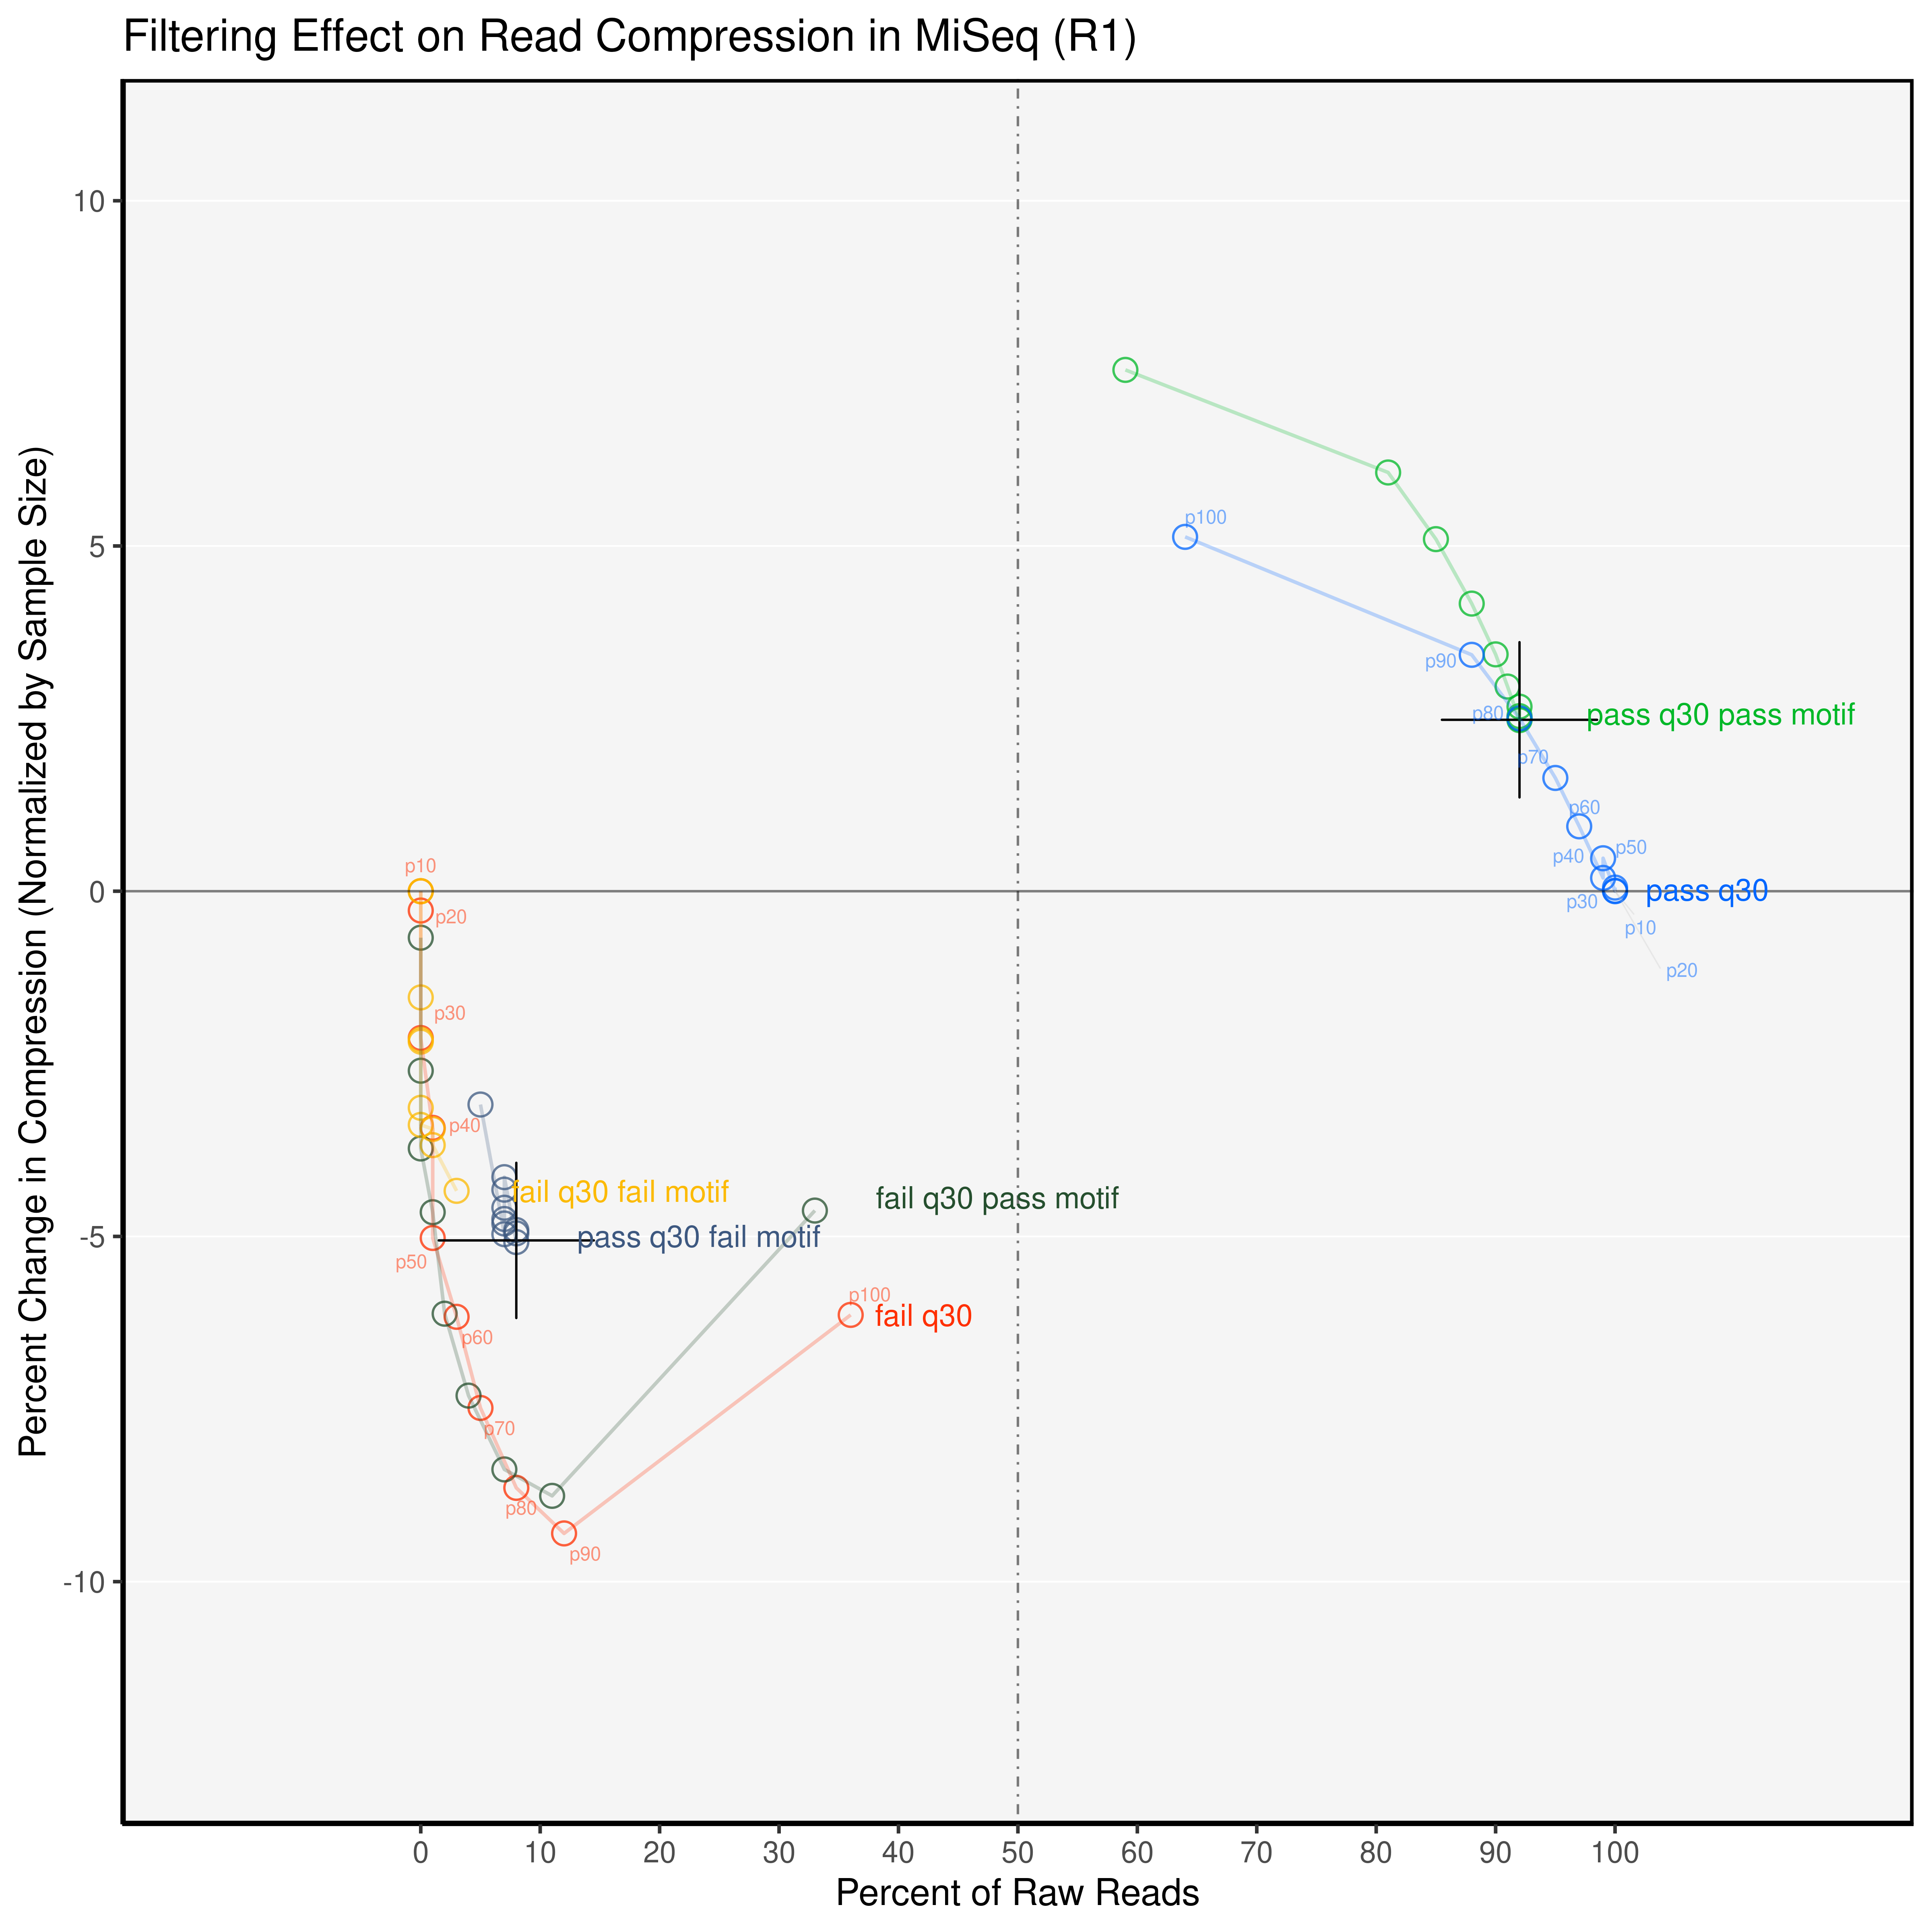 Filtering Effect on Read Compression in MiSeq (R1)
Percent Change in Compression (Normalized by Sample Size)
10
5
0
-5
-10
p100
p90
p80
pass q30 pass motif
p70
p60
p50
p40
pass q30
p30
p10
p20
p10
p20
p30
p40
fail q30 fail motif
fail q30 pass motif
pass q30 fail motif
p50
p100
fail q30
p60
p70
p80
p90
0 10 20 30 40 50 60 70 80 90 100
Percent of Raw Reads